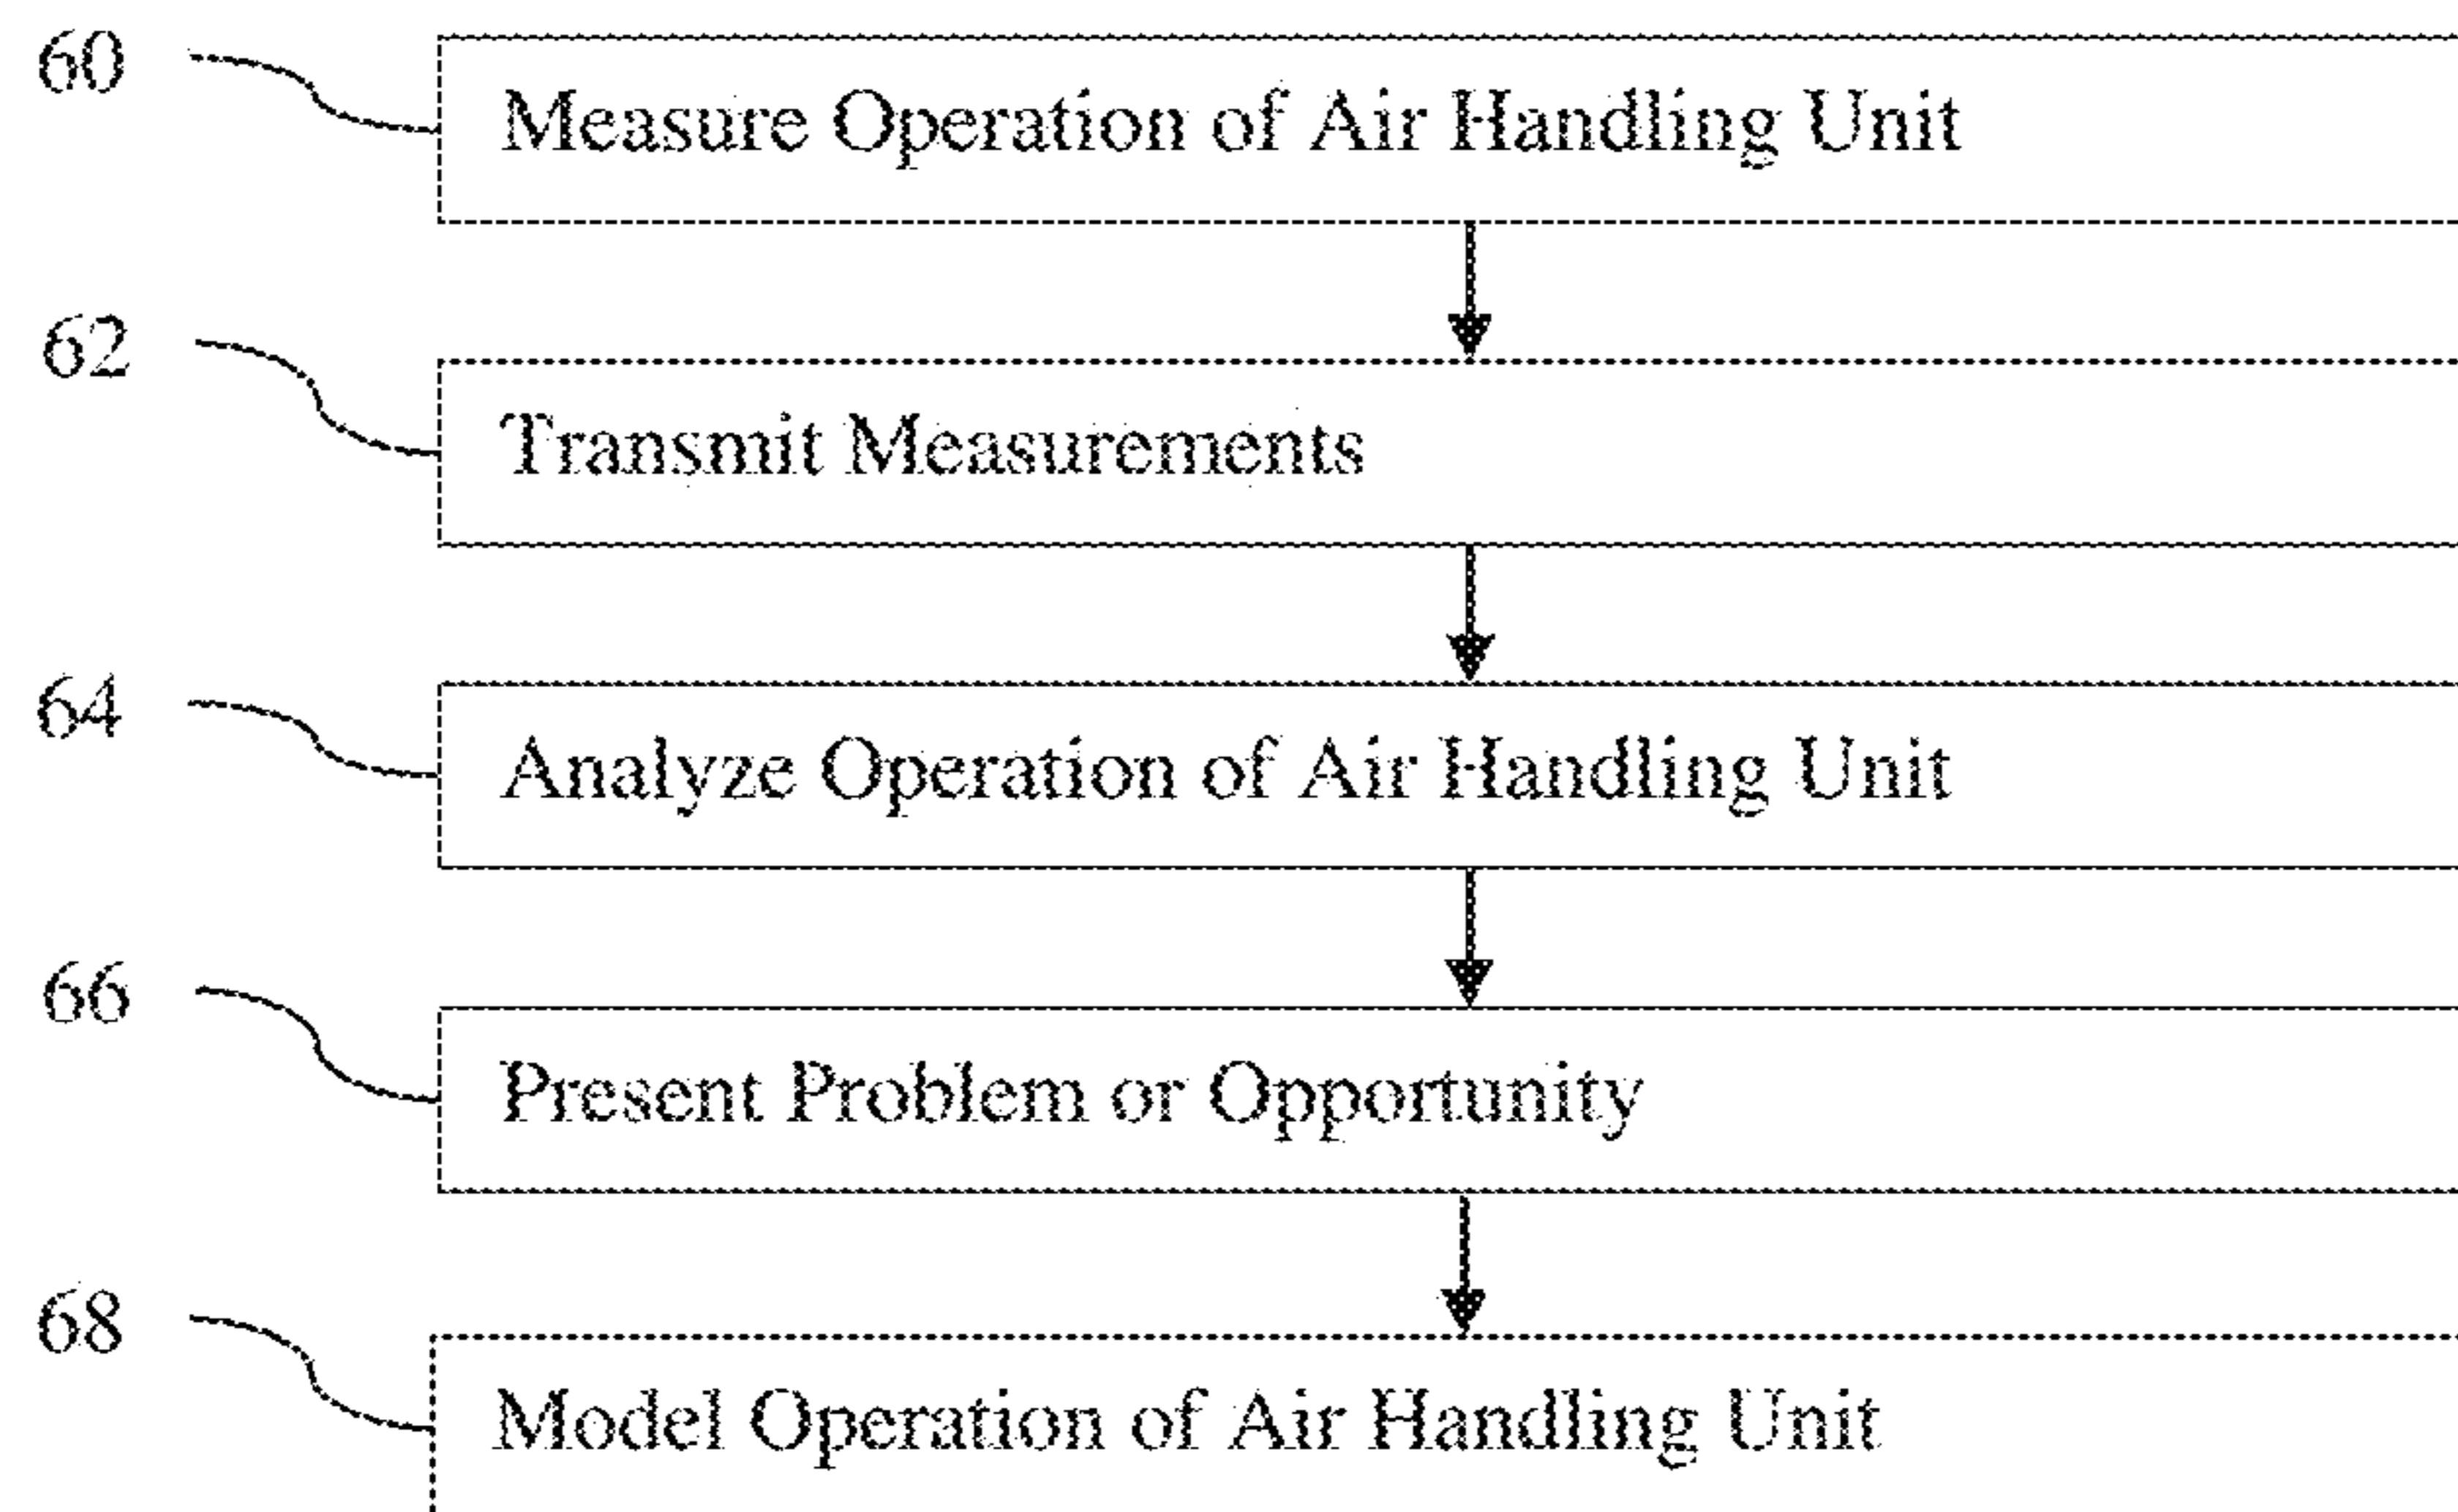 60
Measure Operation of Air Handling Unit
62
Transmit Measurements
64
Analyze Operation of Air Handling Unit
66
Present Problem or Opportunity
68
Model Operation of Air Handling Unit